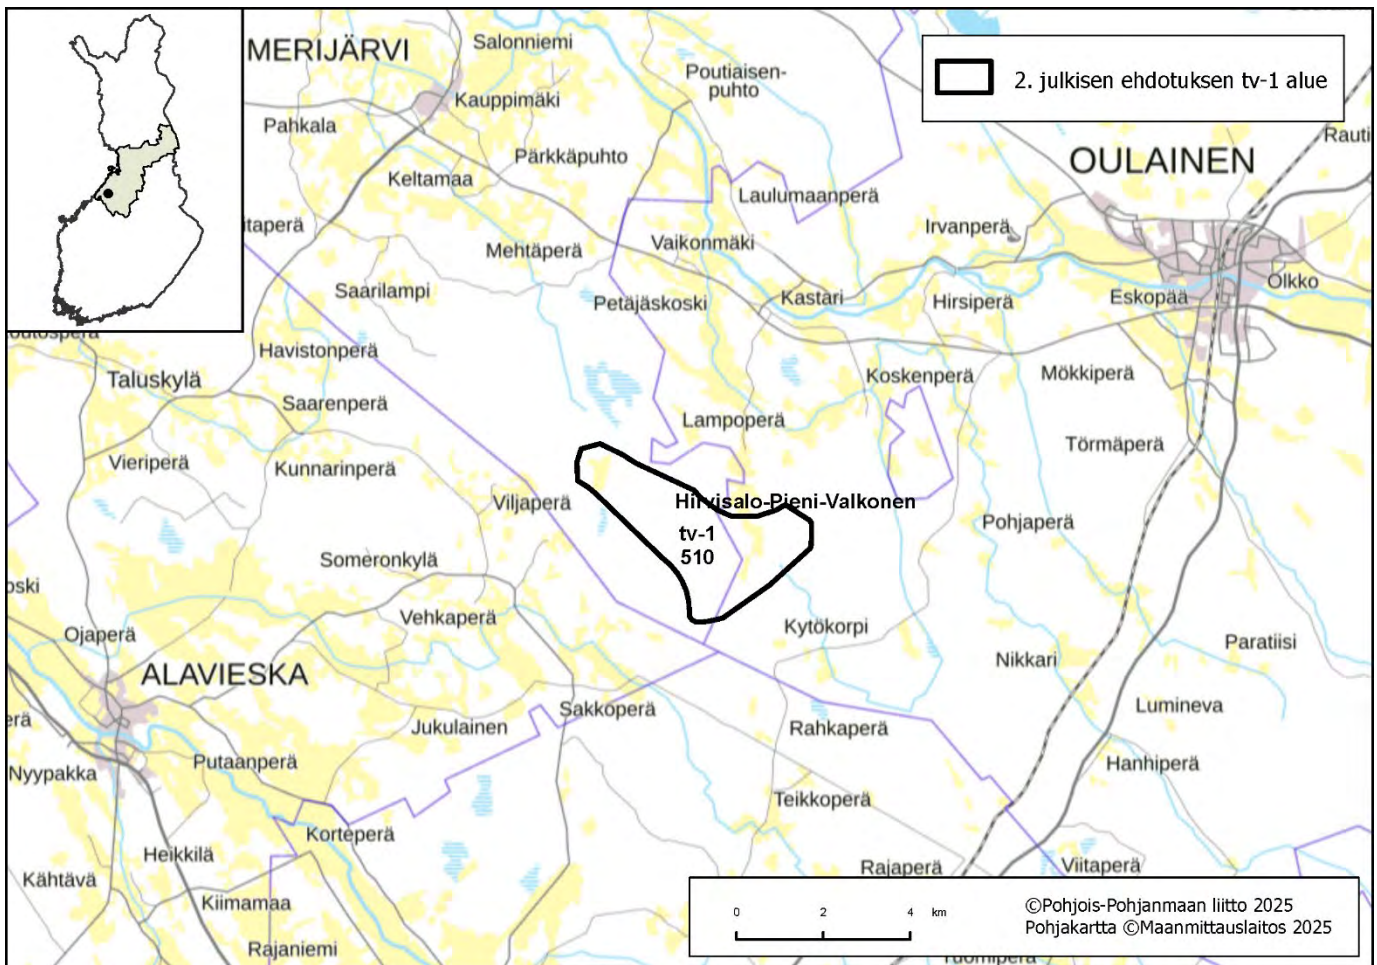 MERIJÄRVI
Salonniemi
2. julkisen ehdotuksen tv-1 alue
Poutiaisen-
puhto
Kauppimäki
Pahkala
Rauti
Pärkkäpuhto
OULAINEN
Keltamaa
Laulumaanperä
Irvanperä
taperä
Vaikonmäki
Mehtäperä
Saarilampi
Petäjäskoski
Kastari
Hirsiperä
Eskopää
Olkko
Havistonperä
Taluskylä
Koskenperä
Mökkiperä
Saarenperä
Lampoperä
Törmäperä
Vieriperä
Kunnarinperä
Viljaperä
Hirvisalo-Pieni-Valkonen
tv-1
510
Pohjaperä
Someronkylä
oski
Vehkaperä
Ojaperä
Kytökorpi
Paratiisi
Nikkari
ALAVIESKA
Sakkoperä
Lumineva
erä
Jukulainen
Rahkaperä
Nyypakka
Putaanperä
Hanhiperä
Teikkoperä
Korteperä
Heikkilä
Rajaperä
Viitaperä
Kähtävä
Kiimamaa
Rajaniemi
0 2 4 km
©Pohjois-Pohjanmaan liitto 2025
Pohjakartta ©Maanmittauslaitos 2025